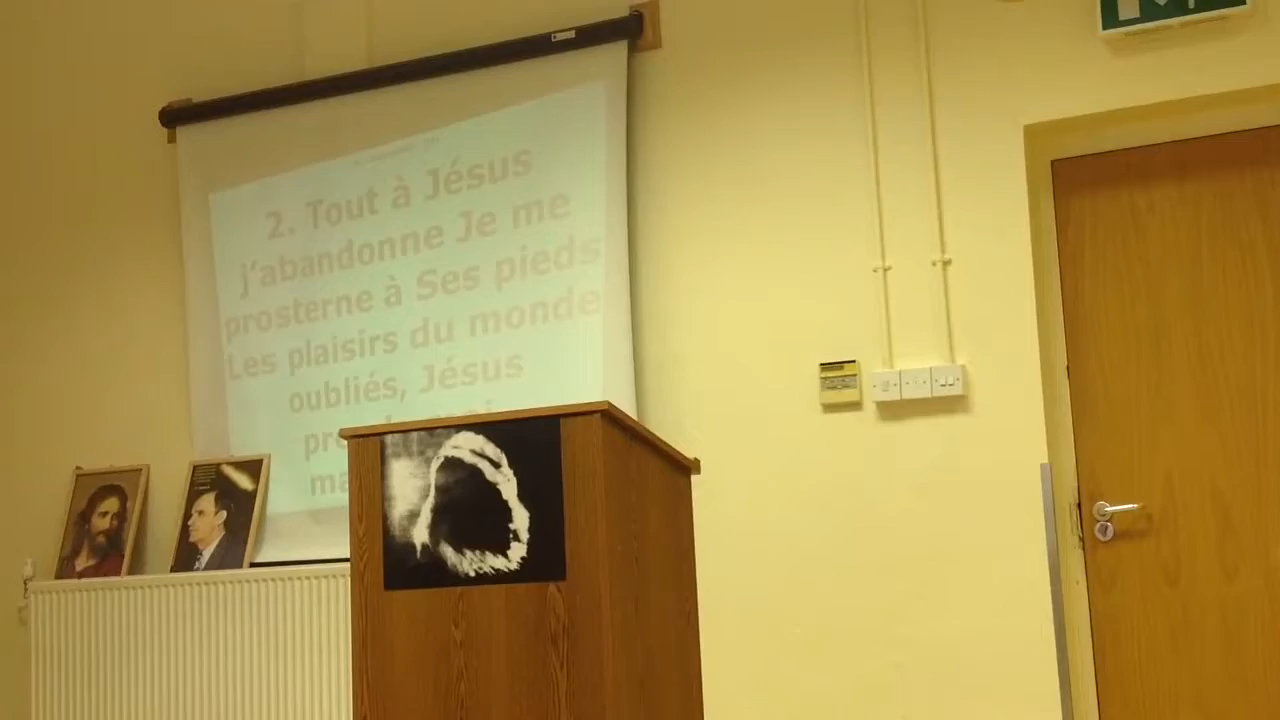 2. Tout à Jésus
j'abandonne Je me
prosterne à Ses pieds
Les plaisirs du monde
oubliés, Jésus